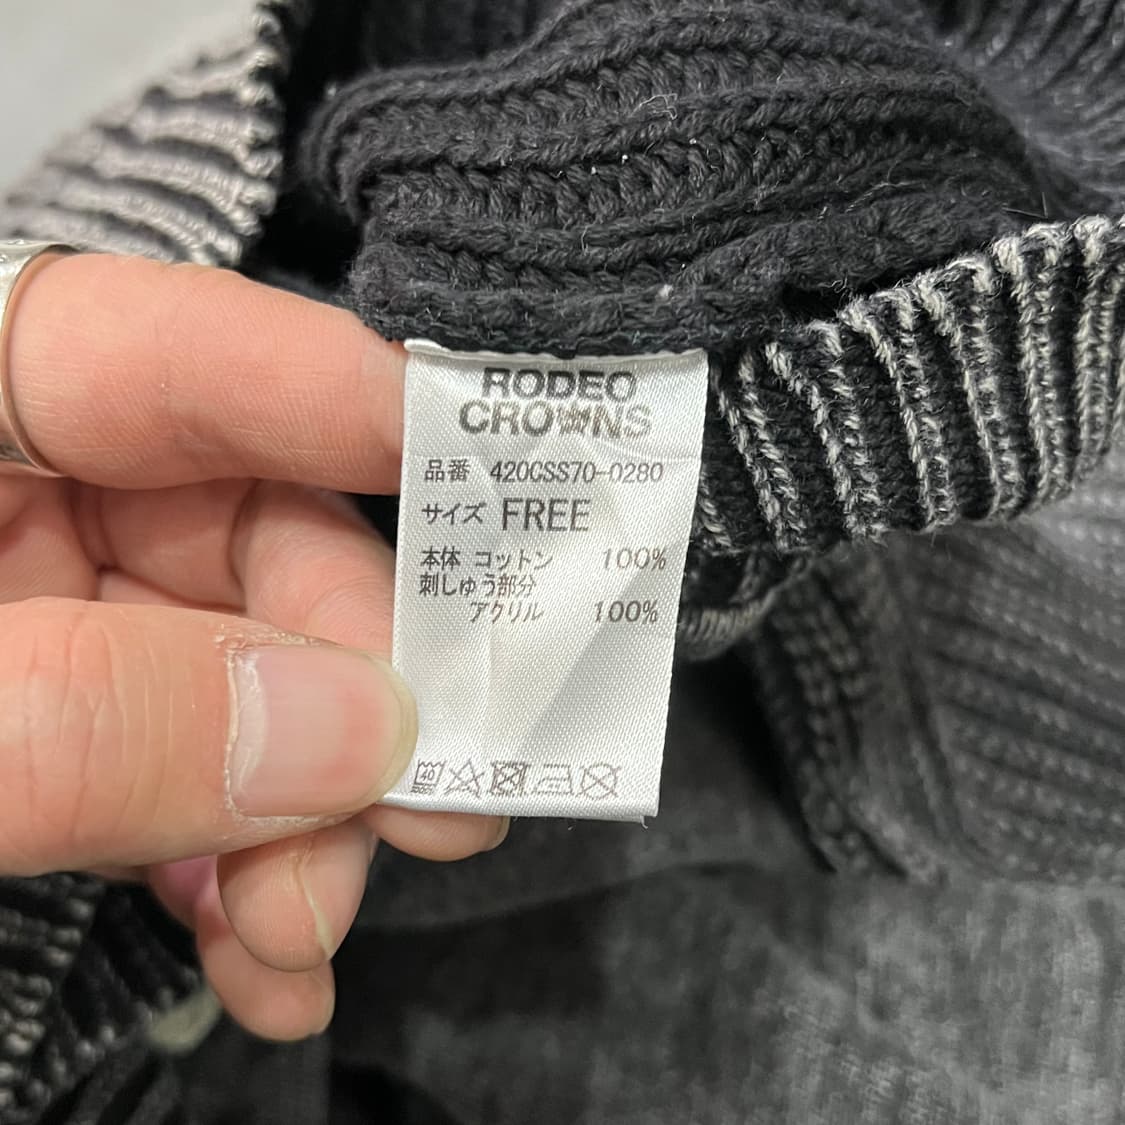 RODEO
CROWNS
品番 420CSS70-0280
サイズ FREE
本体 コットン 100%
刺しゅう部分
アクリル 100%
40